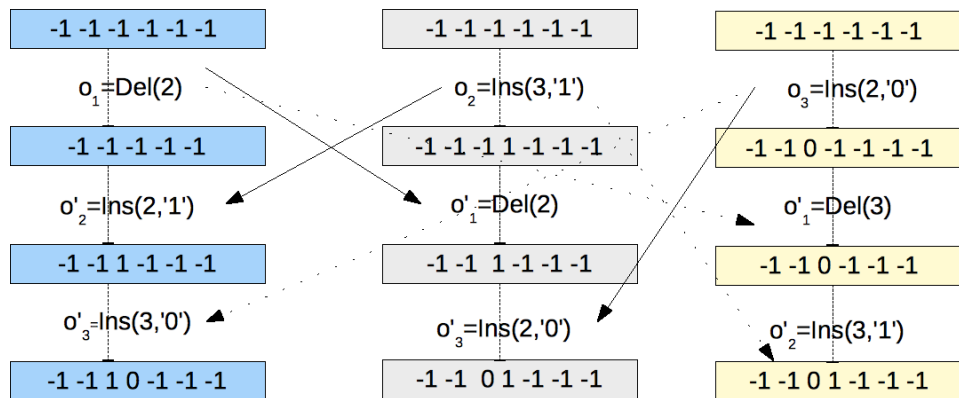 -1 -1 -1 -1 -1 -1
o1=Del(2)
-1 -1 -1 -1 -1
o'2=Ins(2,'1')
-1 -1 1 -1 -1 -1
o'3=Ins(3,'0')
-1 -1 1 0 -1 -1 -1
-1 -1 -1 -1 -1 -1
o2=Ins(3,'1')
-1 -1 -1 1 -1 -1 -1
o'1=Del(2)
-1 -1 1 -1 -1 -1
o'3=Ins(2,'0')
-1 -1 0 1 -1 -1 -1
-1 -1 -1 -1 -1 -1
o3=Ins(2,'0')
-1 -1 0 -1 -1 -1 -1
o'1=Del(3)
-1 -1 0 -1 -1 -1
o'2=Ins(3,'1')
-1 -1 0 1 -1 -1 -1